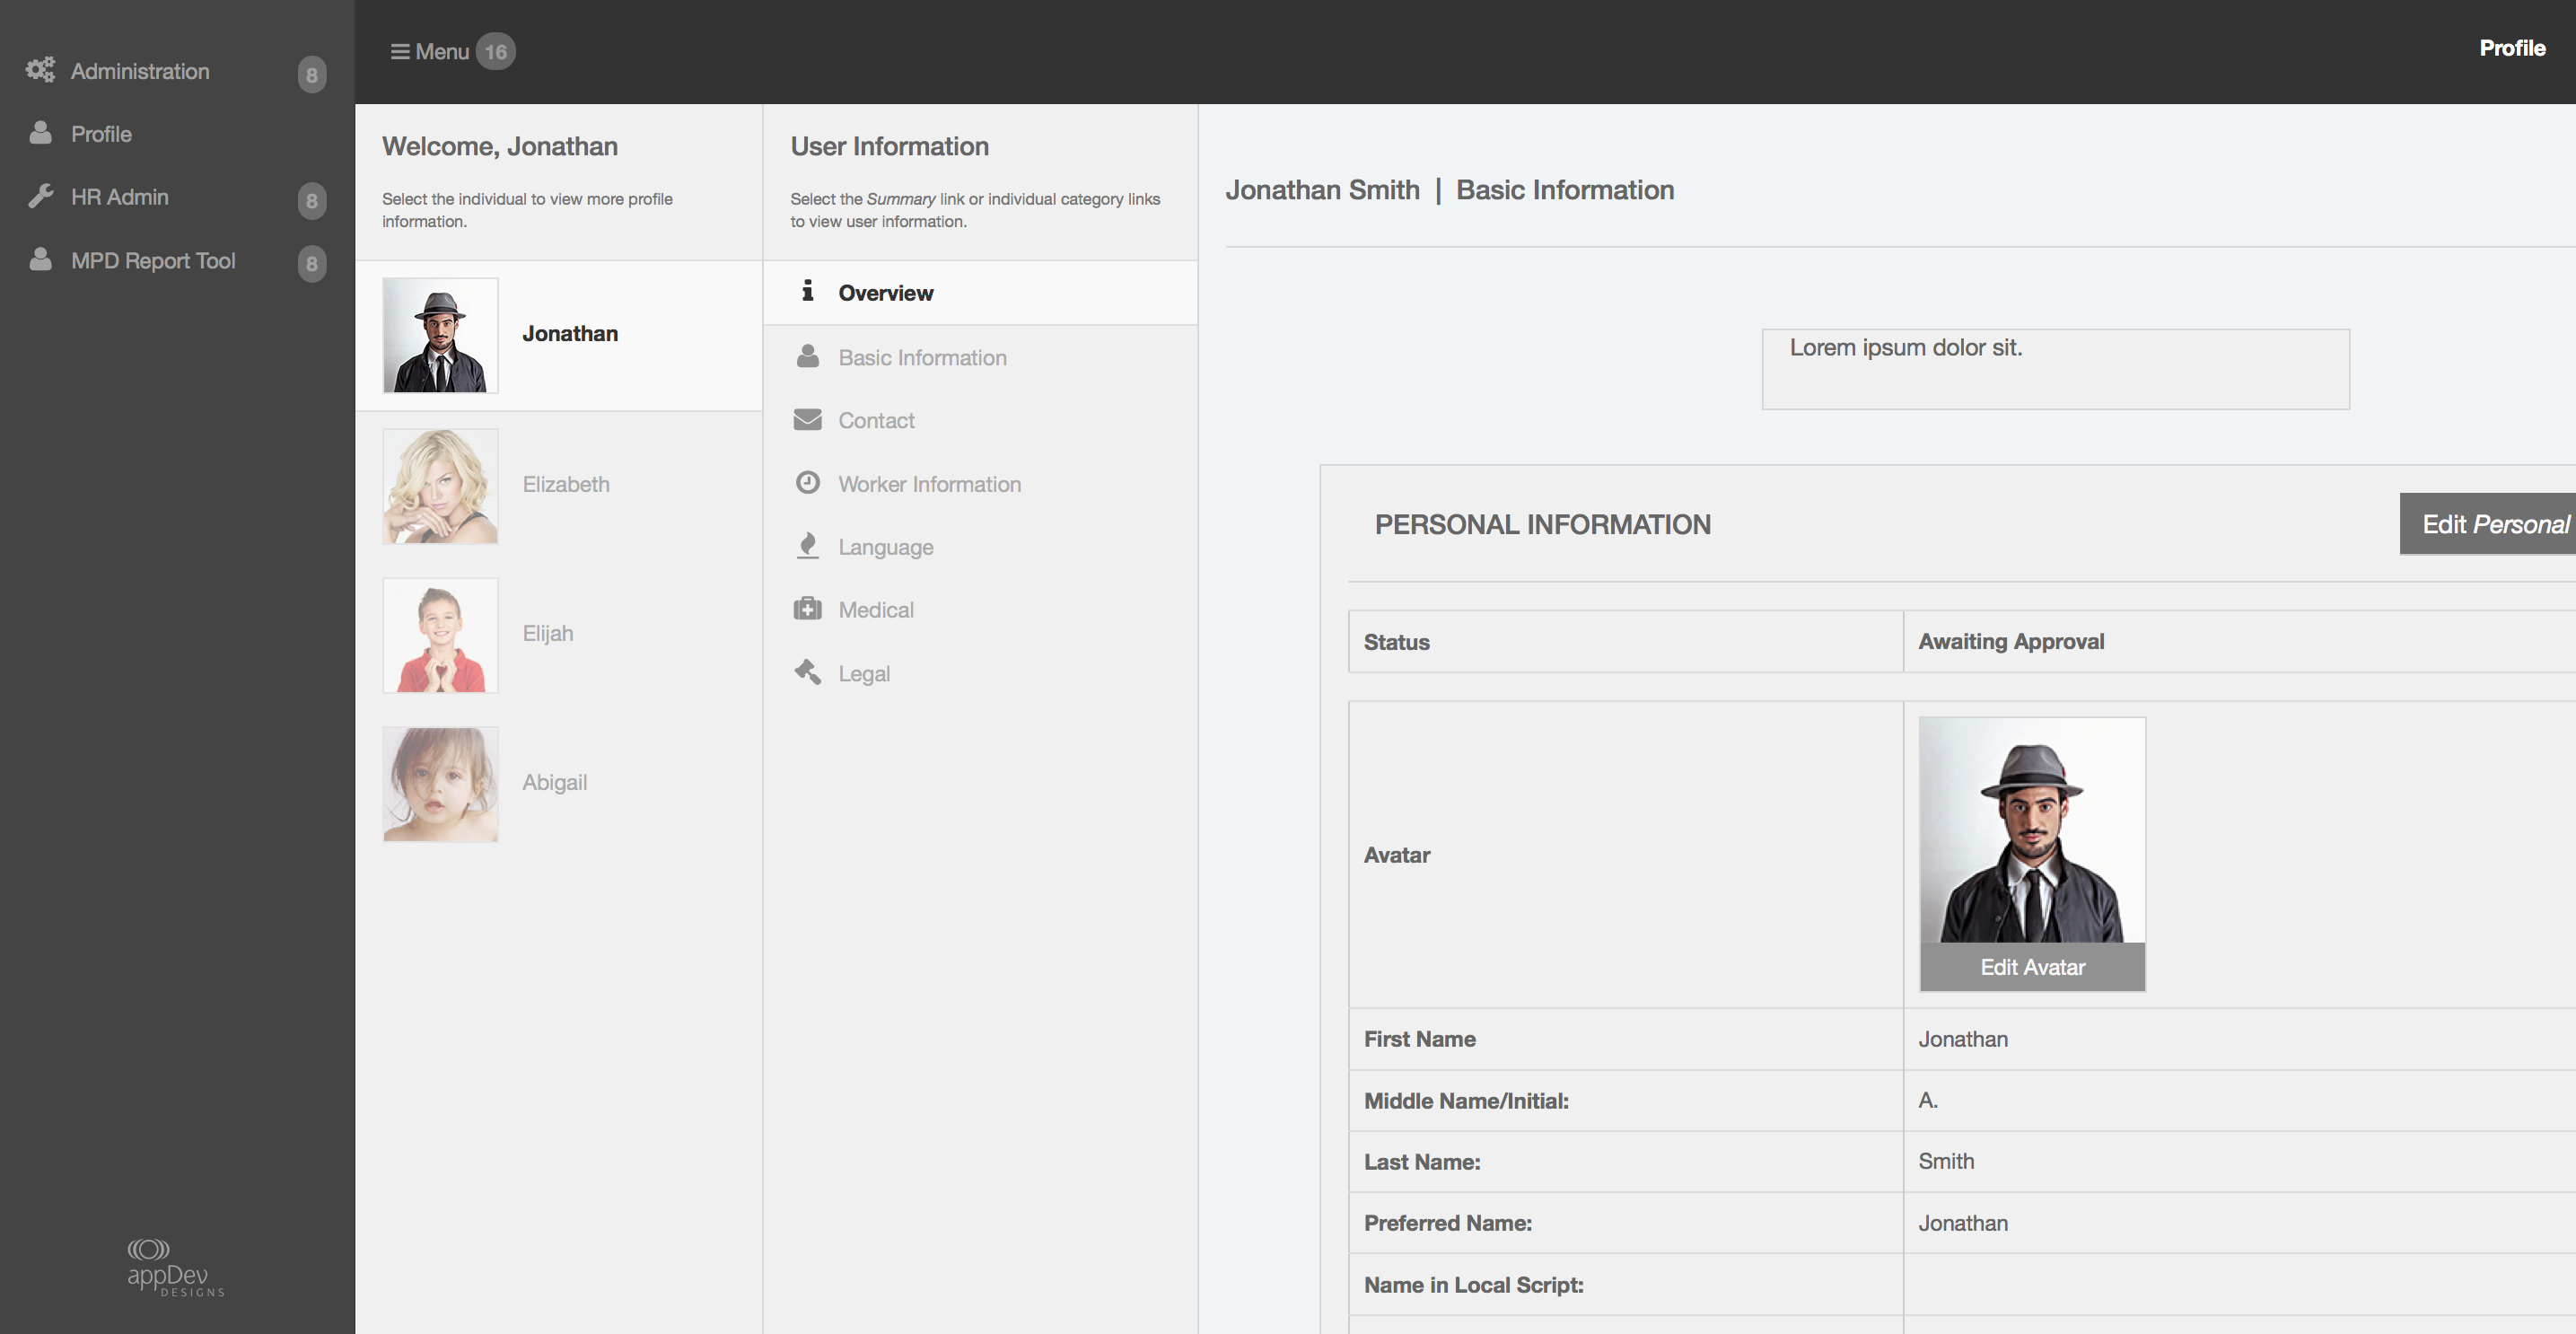 Administration 8
Profile
HR Admin 8
MPD Report Tool 8
appDev
DESIGNS
Menu 16
Profile
Welcome, Jonathan
Select the individual to view more profile
information.
Jonathan
Elizabeth
Elijah
Abigail
User Information
Select the Summary link or individual category links
to view user information.
Overview
Basic Information
Contact
Worker Information
Language
Medical
Legal
Jonathan Smith | Basic Information
Lorem ipsum dolor sit.
PERSONAL INFORMATION
Edit Personal
Status Awaiting Approval
Avatar
Edit Avatar
First Name Jonathan
Middle Name/Initial: A.
Last Name: Smith
Preferred Name: Jonathan
Name in Local Script: